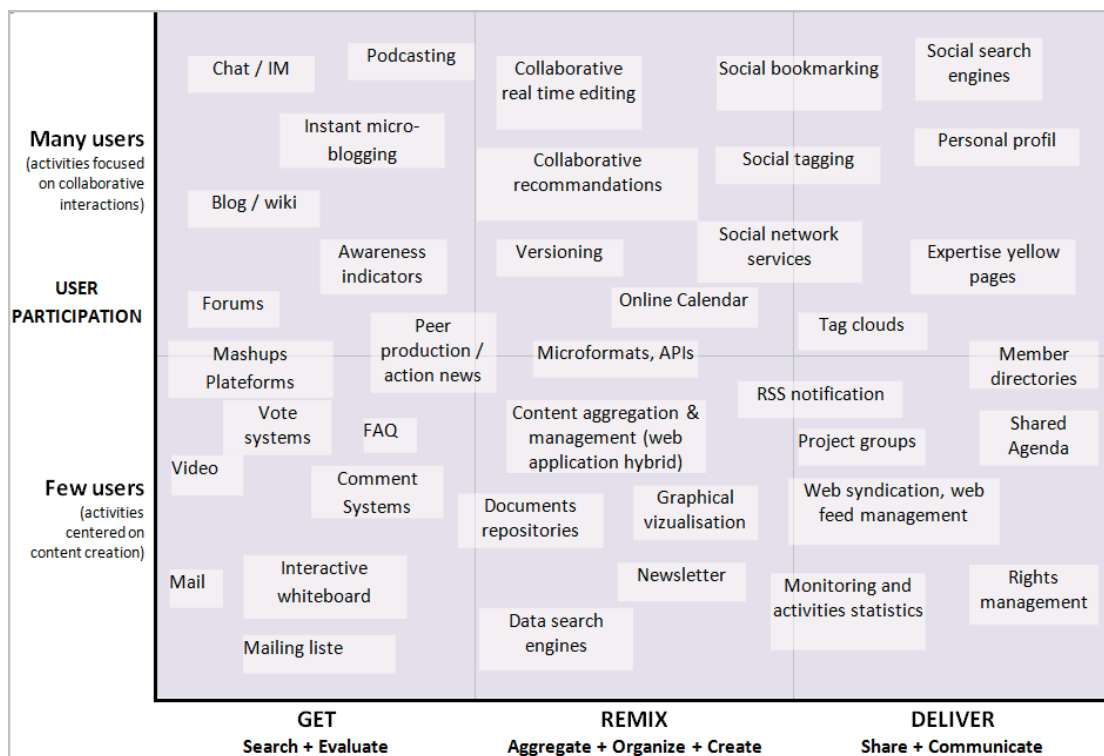 Many users
(activities focused
on collaborative
interactions)
USER
PARTICIPATION
Few users
(activities
centered on
content creation)
Chat / IM
Podcasting
Instant micro-
blogging
Blog / wiki
Awareness
indicators
Forums
Peer
production /
action news
Mashups
Plateforms
Vote
systems
FAQ
Video
Comment
Systems
Mail
Interactive
whiteboard
Mailing liste
Collaborative
real time editing
Collaborative
recommandations
Versioning
Online Calendar
Microformats, APIs
Content aggregation &
management (web
application hybrid)
Documents
repositories
Graphical
vizualisation
Newsletter
Data search
engines
Social bookmarking
Social search
engines
Social tagging
Personal profil
Social network
services
Expertise yellow
pages
Tag clouds
Member
directories
RSS notification
Project groups
Shared
Agenda
Web syndication, web
feed management
Monitoring and
activities statistics
Rights
management
GET
Search + Evaluate
REMIX
Aggregate + Organize + Create
DELIVER
Share + Communicate